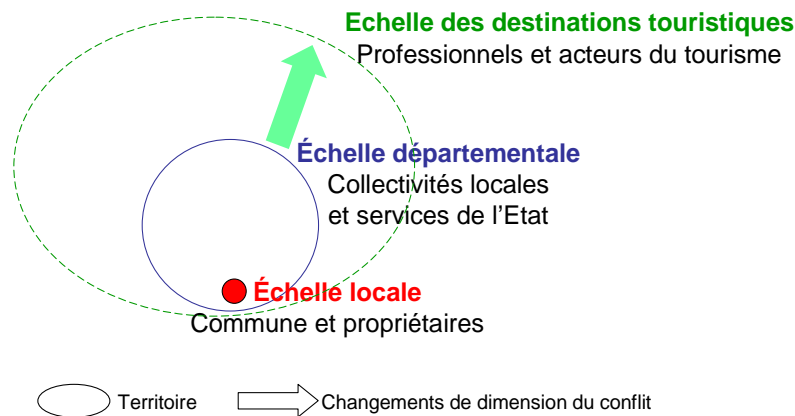 Echelle des destinations touristiques
Professionnels et acteurs du tourisme
Échelle départementale
Collectivités locales
et services de l'Etat
Échelle locale
Commune et propriétaires
Territoire
Changements de dimension du conflit